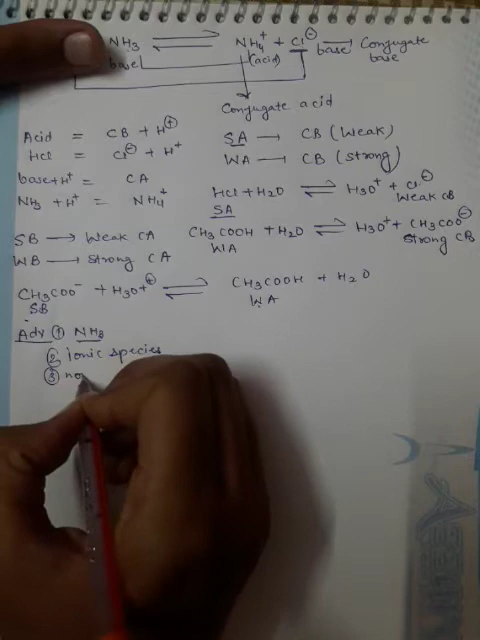 NH3 ⇌ NH4+ + Cl⊖ base → Conjugate base
base (acid)
Conjugate acid
Acid = CB + H⊕
Hcl = Cl⊖ + H+
base + H+ = CA
NH3 + H+ = NH4+
SA → CB (Weak)
WA → CB (strong)
Hcl + H2O ⇌ H3O+ + Cl⊖
SA Weak CB
SB → Weak CA
WB → strong CA
CH3COOH + H2O ⇌ H3O+ + CH3COO⊖
WA strong CB
CH3COO- + H3O+⊕ ⇌ CH3COOH + H2O
SB WA
Adv ① NH3
② Ionic species
③ no